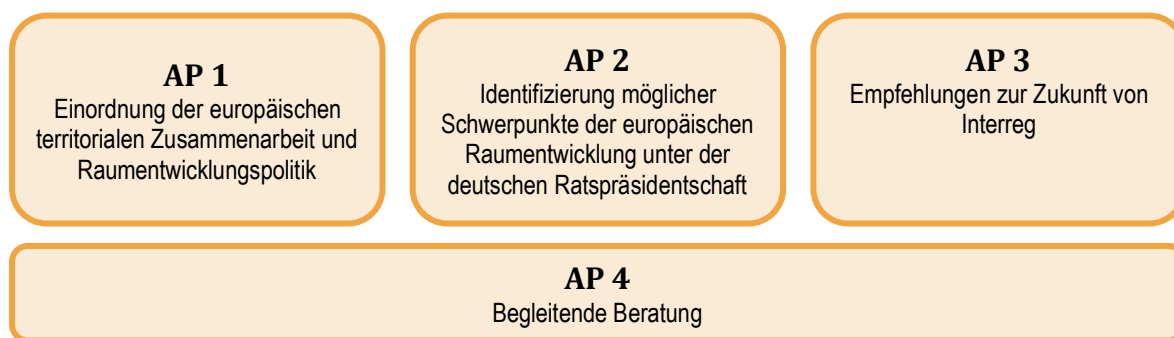 AP 1
Einordnung der europäischen
territorialen Zusammenarbeit und
Raumentwicklungspolitik
AP 2
Identifizierung möglicher
Schwerpunkte der europäischen
Raumentwicklung unter der
deutschen Ratspräsidentschaft
AP 3
Empfehlungen zur Zukunft von
Interreg
AP 4
Begleitende Beratung